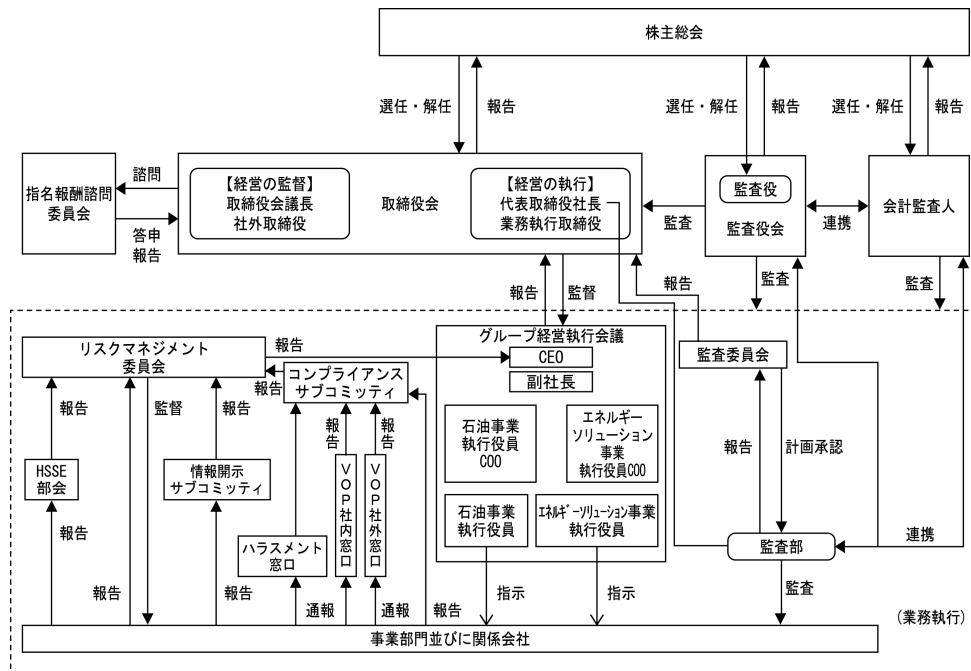 株主総会
選任・解任
報告
選任・解任
報告
選任・解任
報告
指名報酬諮問
委員会
諮問
答申
報告
【経営の監督】
取締役会議長
社外取締役
取締役会
【経営の執行】
代表取締役社長
業務執行取締役
監査
監査役
監査役会
連携
会計監査人
報告
監督
報告
監査
監査
リスクマネジメント
委員会
報告
報告
コンプライアンス
サブコミッティ
グループ経営執行会議
CEO
副社長
石油事業
執行役員
COO
エネルギー
ソリューション
事業
執行役員COO
石油事業
執行役員
エネルギーソリューション事業
執行役員
監査委員会
報告
計画承認
監査部
連携
監査
報告
監督
報告
報告
報告
HSSE
部会
情報開示
サブコミッティ
VOP社内窓口
VOP社外窓口
ハラスメント
窓口
報告
報告
報告
通報
通報
報告
指示
指示
(業務執行)
事業部門並びに関係会社